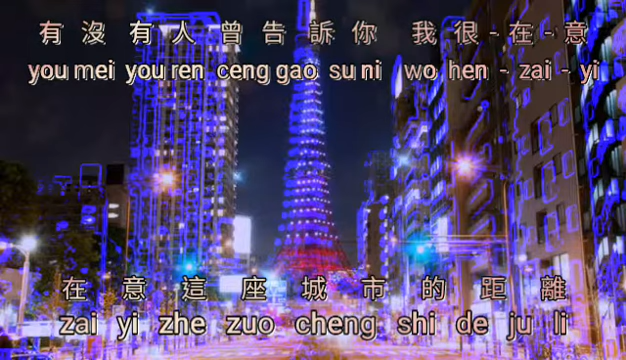 有 沒 有 人 曾 告 訴 你 我 很 - 在 - 意
you mei you ren ceng gao su ni wo hen - zai - yi
在 意 這 座 城 市 的 距 離
zai yi zhe zuo cheng shi de ju li